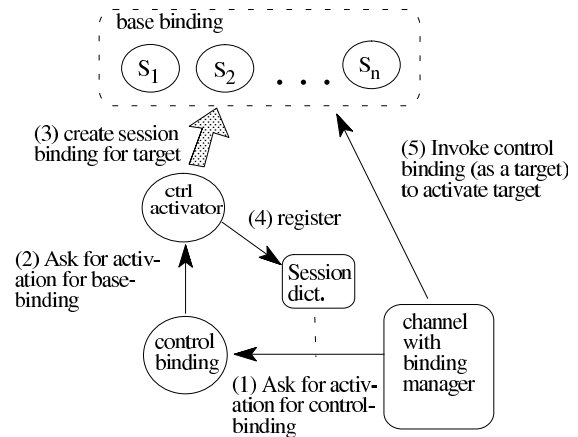 base binding
S1
S2
. . .
Sn
(3) create session
binding for target
(5) Invoke control
binding (as a target)
to activate target
ctrl
activator
(4) register
(2) Ask for activ-
ation for base-
binding
Session
dict.
control
binding
channel
with
binding
manager
(1) Ask for activ-
ation for control-
binding